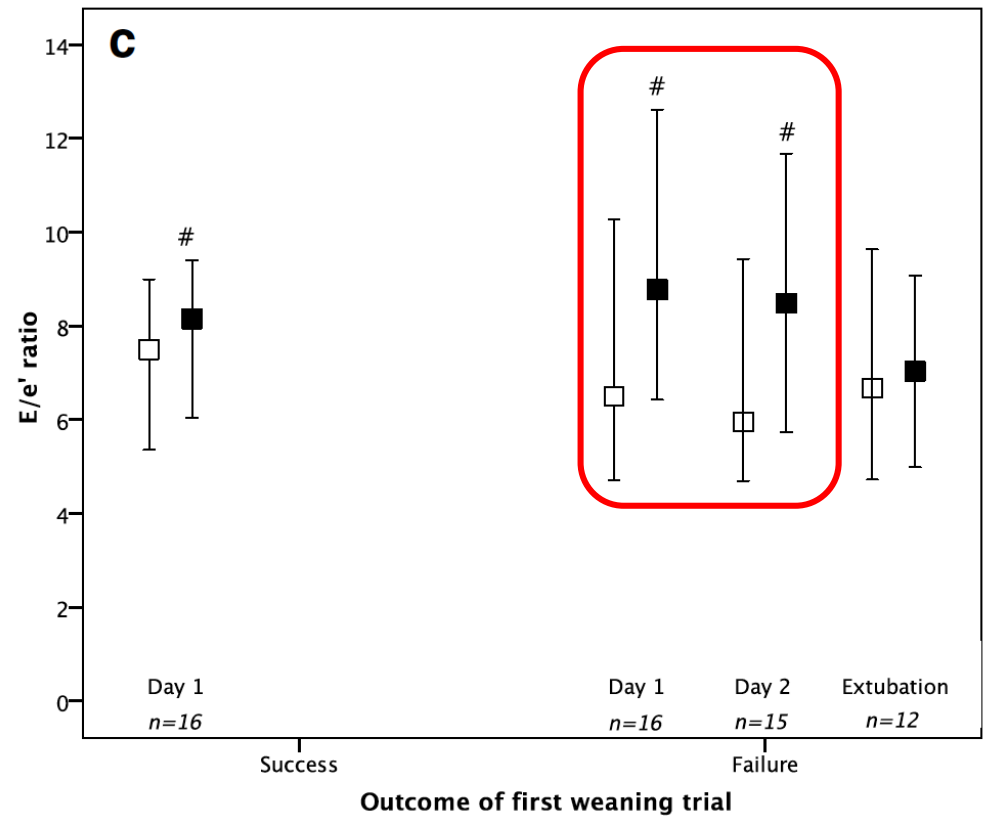 C
14
12
10
8
6
4
2
0
E/e' ratio
#
#
#
Day 1
n=16
Day 1
n=16
Day 2
n=15
Extubation
n=12
Success
Failure
Outcome of first weaning trial